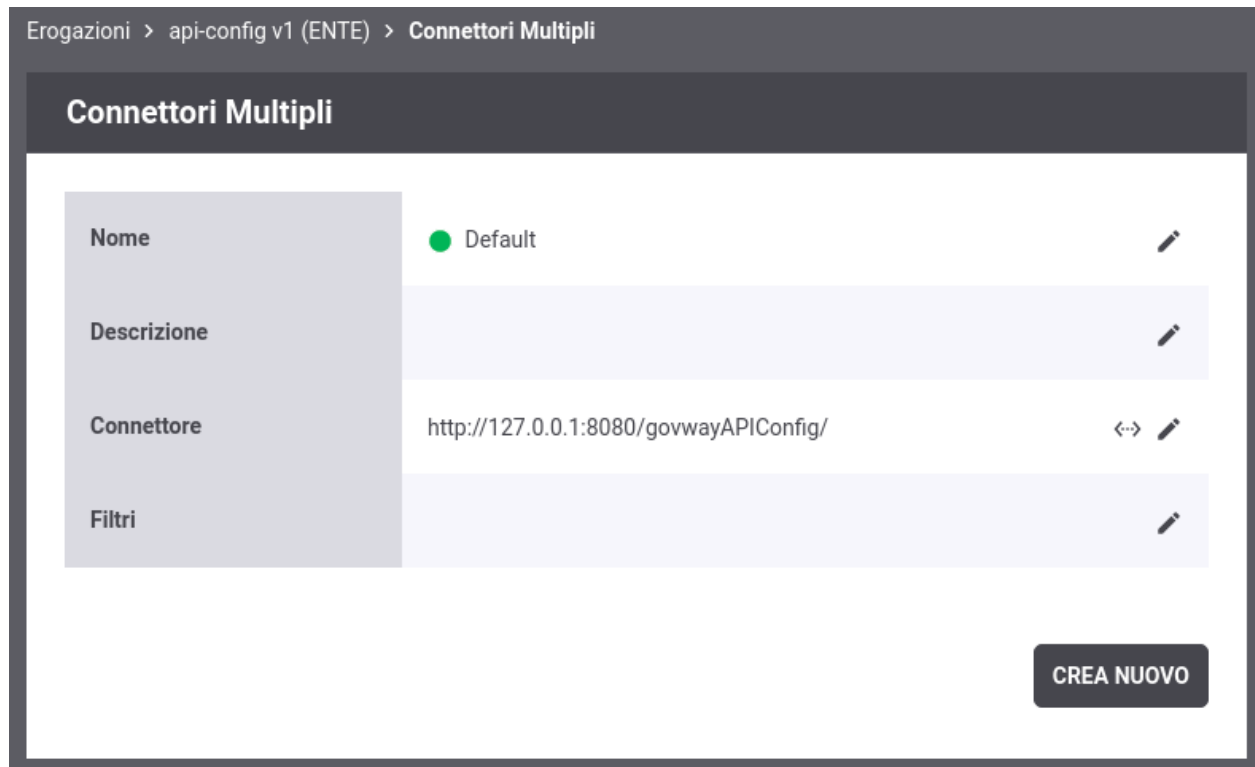 Erogazioni > api-config v1 (ENTE) > Connettori Multipli
Connettori Multipli
Nome Default
Descrizione
Connettore http://127.0.0.1:8080/govwayAPIConfig/
Filtri
CREA NUOVO